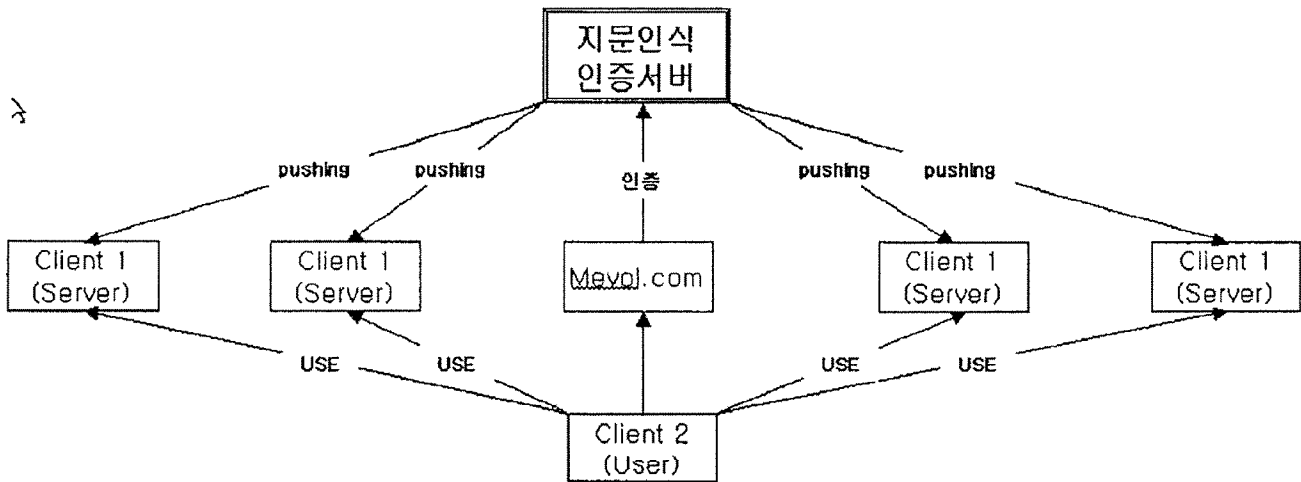 지문인식
인증서버
pushing
pushing
인증
pushing
pushing
Client 1
(Server)
Client 1
(Server)
Mevol.com
Client 1
(Server)
Client 1
(Server)
USE
USE
USE
USE
Client 2
(User)